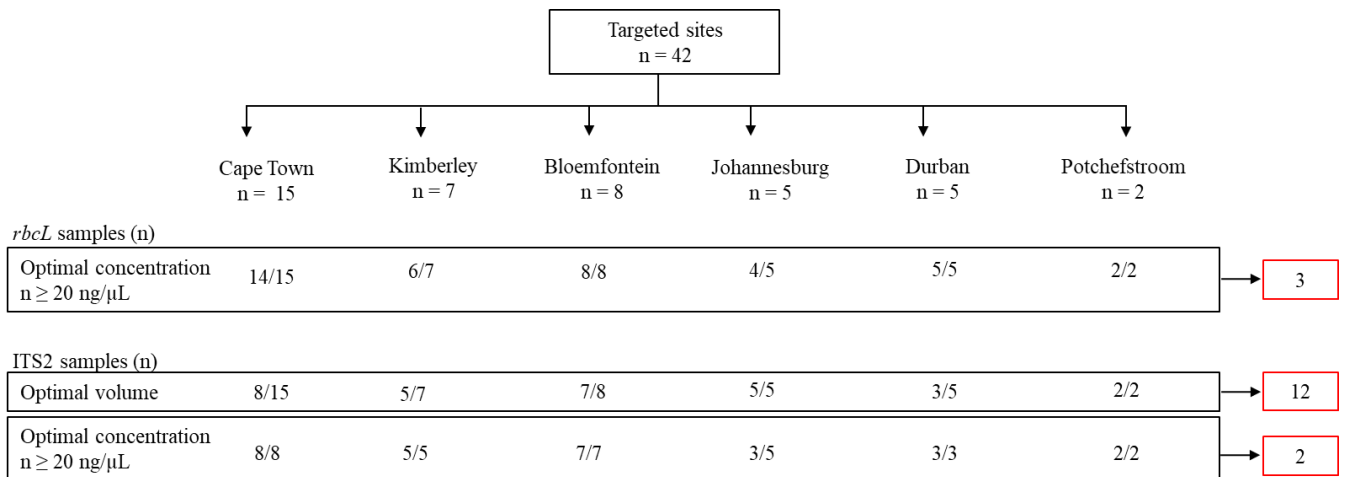 Targeted sites
n = 42
Cape Town
n = 15
Kimberley
n = 7
Bloemfontein
n = 8
Johannesburg
n = 5
Durban
n = 5
Potchefstroom
n = 2
rbcL samples (n)
Optimal concentration
n ≥ 20 ng/µL
14/15 6/7 8/8 4/5 5/5 2/2 3
ITS2 samples (n)
Optimal volume 8/15 5/7 7/8 5/5 3/5 2/2 12
Optimal concentration
n ≥ 20 ng/µL
8/8 5/5 7/7 3/5 3/3 2/2 2